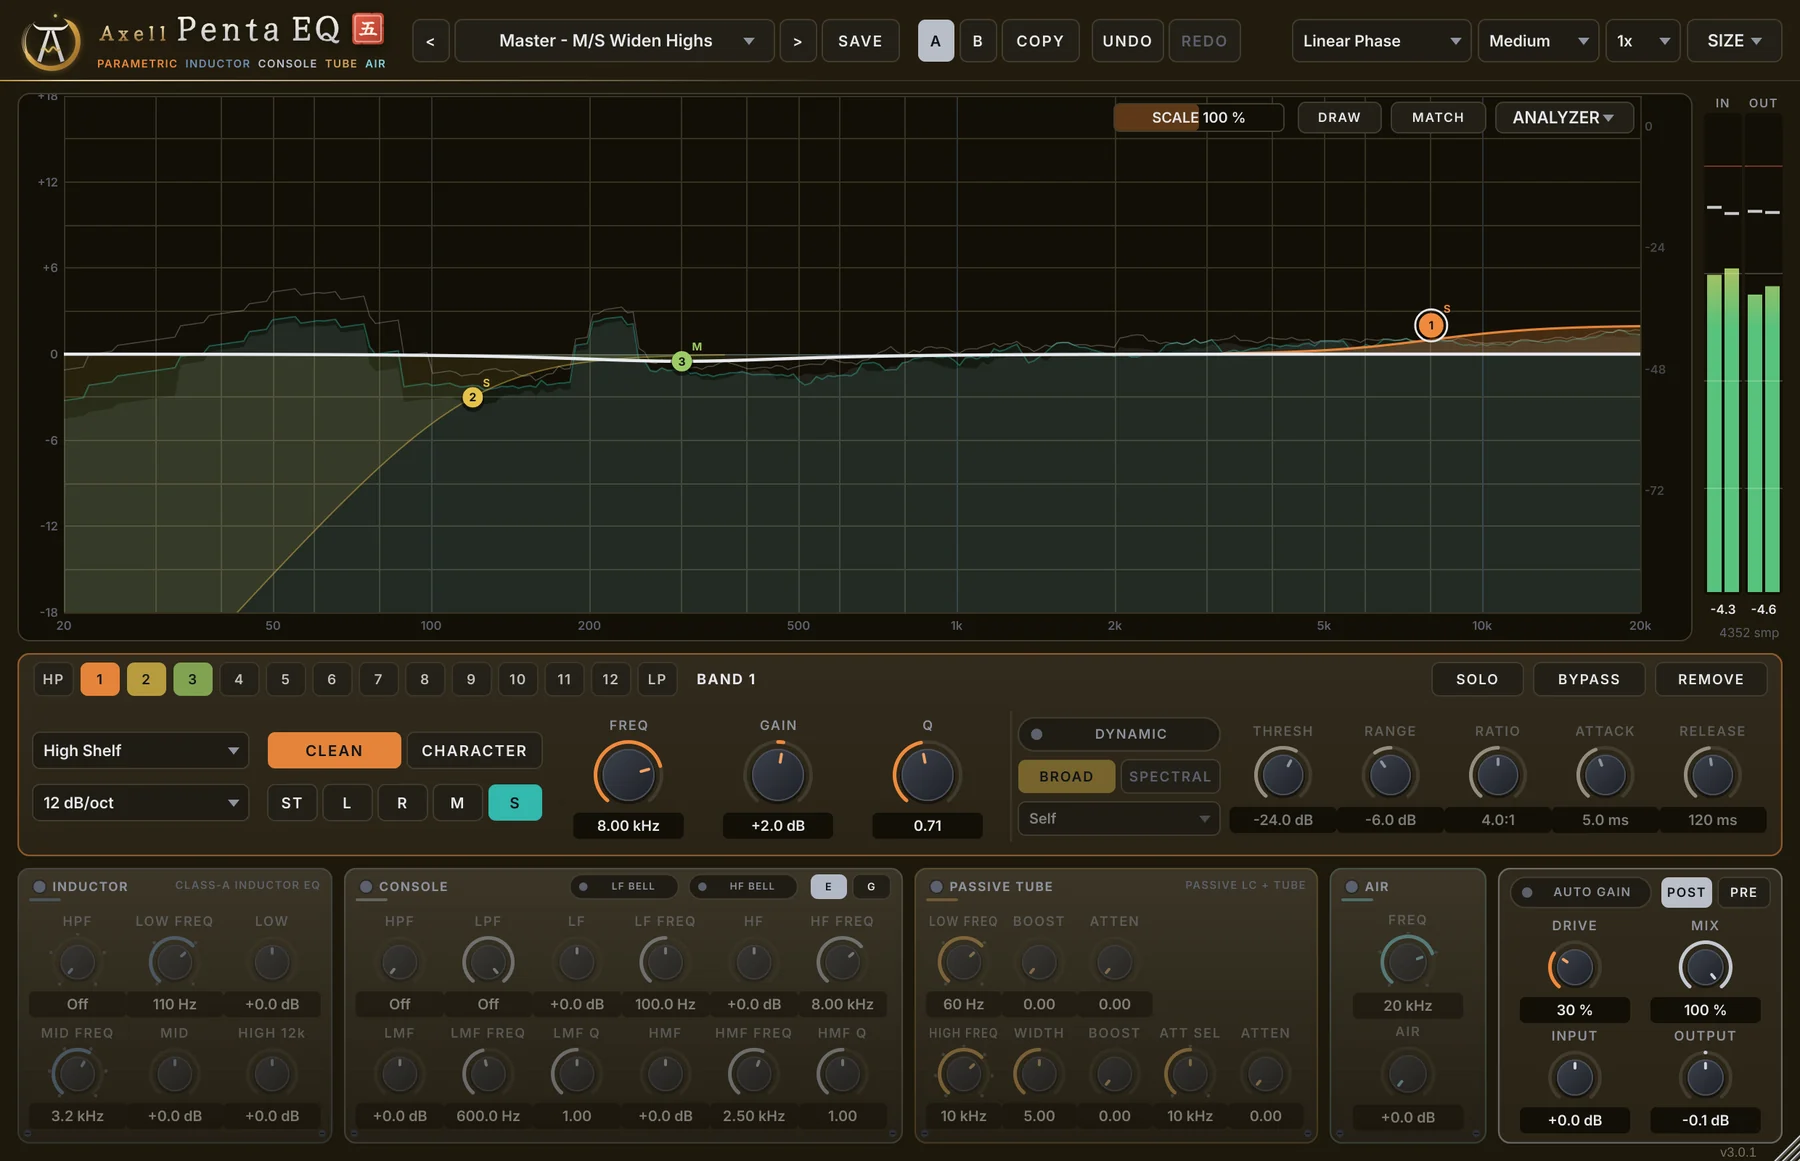 Axell Penta EQ 五
PARAMETRIC INDUCTOR CONSOLE TUBE AIR
< Master - M/S Widen Highs > SAVE A B COPY UNDO REDO Linear Phase Medium 1x SIZE
SCALE 100 % DRAW MATCH ANALYZER
IN OUT
+18 0
+12
+6 -24
0 -48
-6
-12 -72
-18
1 S
2 S
3 M
20 50 100 200 500 1k 2k 5k 10k 20k
-4.3 -4.6
4352 smp
HP 1 2 3 4 5 6 7 8 9 10 11 12 LP BAND 1 SOLO BYPASS REMOVE
High Shelf CLEAN CHARACTER
12 dB/oct ST L R M S
FREQ GAIN Q
8.00 kHz +2.0 dB 0.71
DYNAMIC
BROAD SPECTRAL
Self
THRESH RANGE RATIO ATTACK RELEASE
-24.0 dB -6.0 dB 4.0:1 5.0 ms 120 ms
INDUCTOR CLASS-A INDUCTOR EQ
HPF LOW FREQ LOW
Off 110 Hz +0.0 dB
MID FREQ MID HIGH 12k
3.2 kHz +0.0 dB +0.0 dB
CONSOLE LF BELL HF BELL E G
HPF LPF LF LF FREQ HF HF FREQ
Off Off +0.0 dB 100.0 Hz +0.0 dB 8.00 kHz
LMF LMF FREQ LMF Q HMF HMF FREQ HMF Q
+0.0 dB 600.0 Hz 1.00 +0.0 dB 2.50 kHz 1.00
PASSIVE TUBE PASSIVE LC + TUBE
LOW FREQ BOOST ATTEN
60 Hz 0.00 0.00
HIGH FREQ WIDTH BOOST ATT SEL ATTEN
10 kHz 5.00 0.00 10 kHz 0.00
AIR
FREQ
20 kHz
AIR
+0.0 dB
AUTO GAIN POST PRE
DRIVE MIX
30 % 100 %
INPUT OUTPUT
+0.0 dB -0.1 dB
v3.0.1